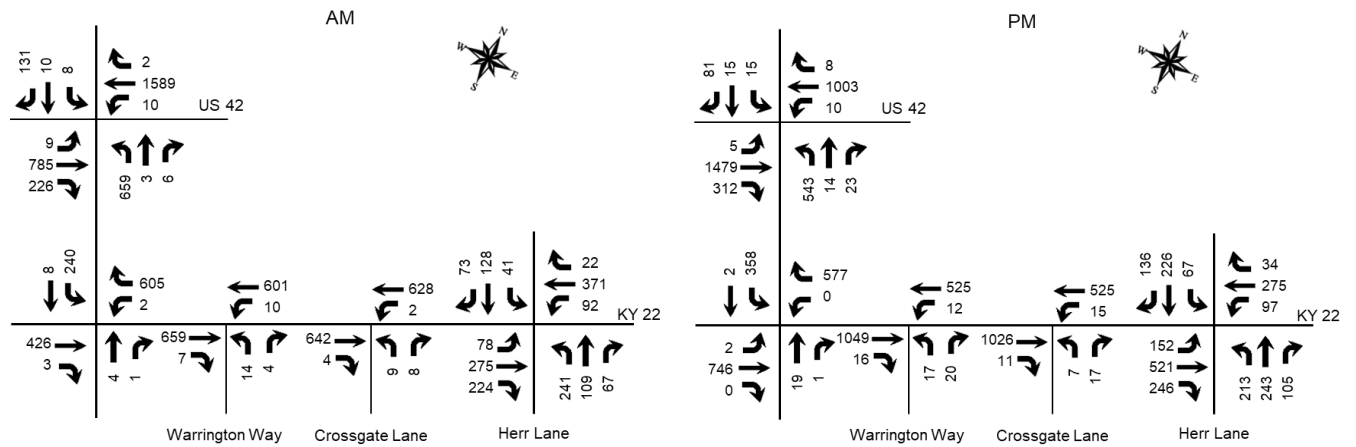 AM
N
W
E
S
131 10 8
2
1589
10
US 42
9
785
226
659 3 6
8 240
605
2
601
10
628
2
73 128 41
22
371
92
KY 22
426
3
4 1
659
7
14 4
642
4
9 8
78
275
224
241 109 67
Warrington Way
Crossgate Lane
Herr Lane
PM
N
W
E
S
81 15 15
8
1003
10
US 42
5
1479
312
543 14 23
2 358
577
0
525
12
525
15
136 226 67
34
275
97
KY 22
2
746
0
19 1
1049
16
17 20
1026
11
7 17
152
521
246
213 243 105
Warrington Way
Crossgate Lane
Herr Lane